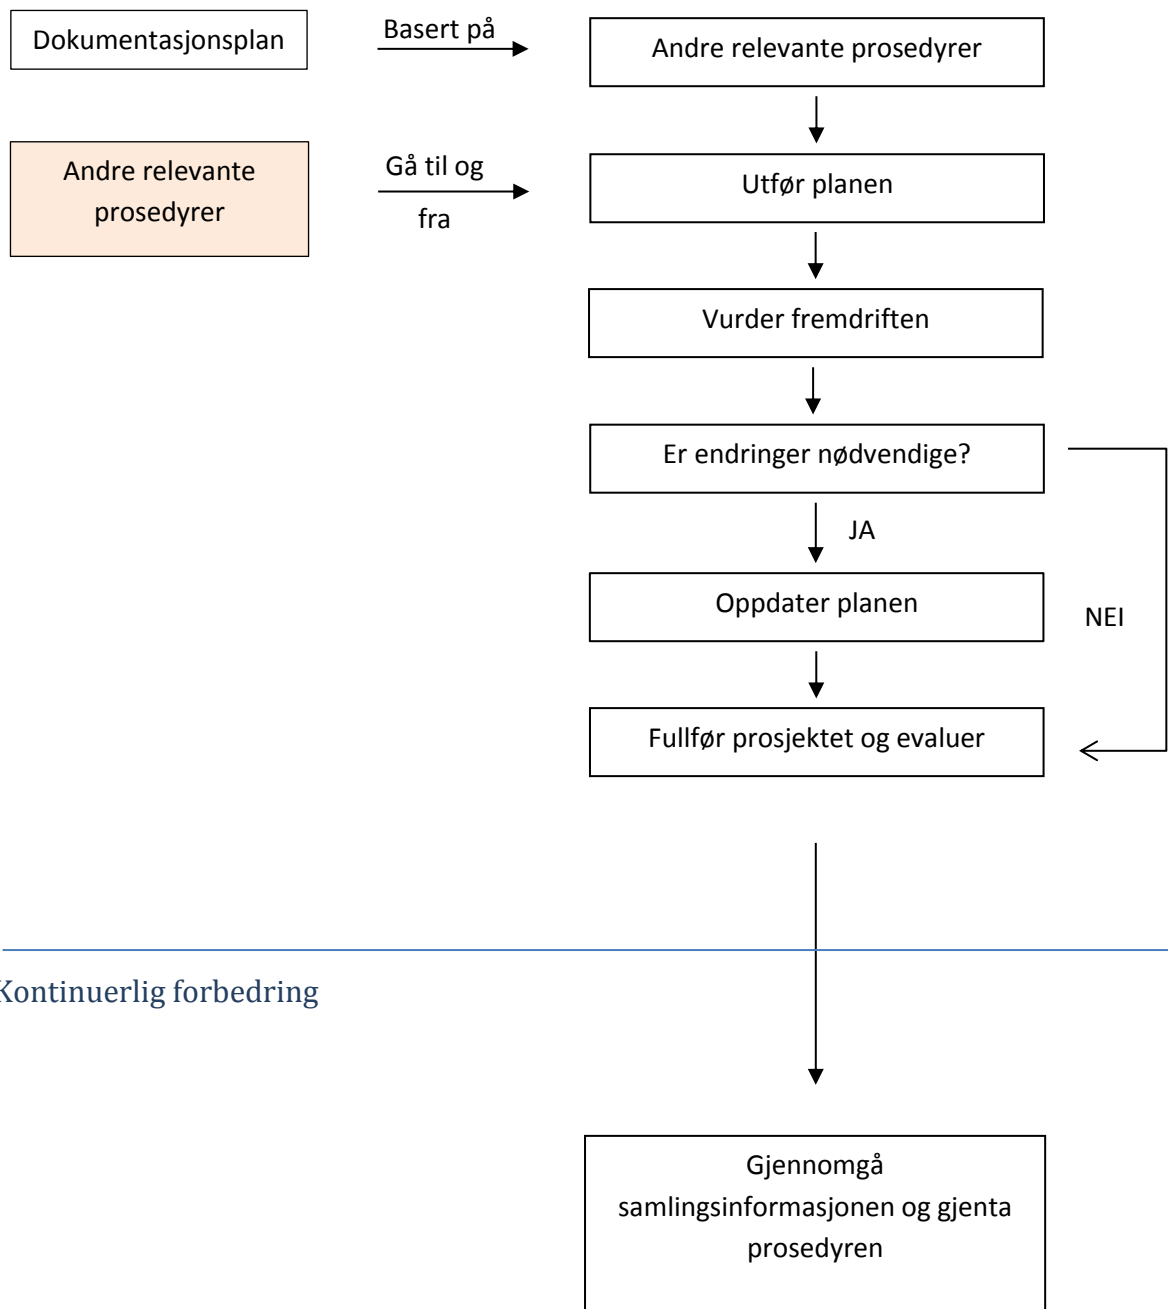 Dokumentasjonsplan
Basert på
Andre relevante prosedyrer
Andre relevante
prosedyrer
Gå til og
fra
Utfør planen
Vurder fremdriften
Er endringer nødvendige?
JA
Oppdater planen
NEI
Fullfør prosjektet og evaluer
Kontinuerlig forbedring
Gjennomgå
samlingsinformasjonen og gjenta
prosedyren